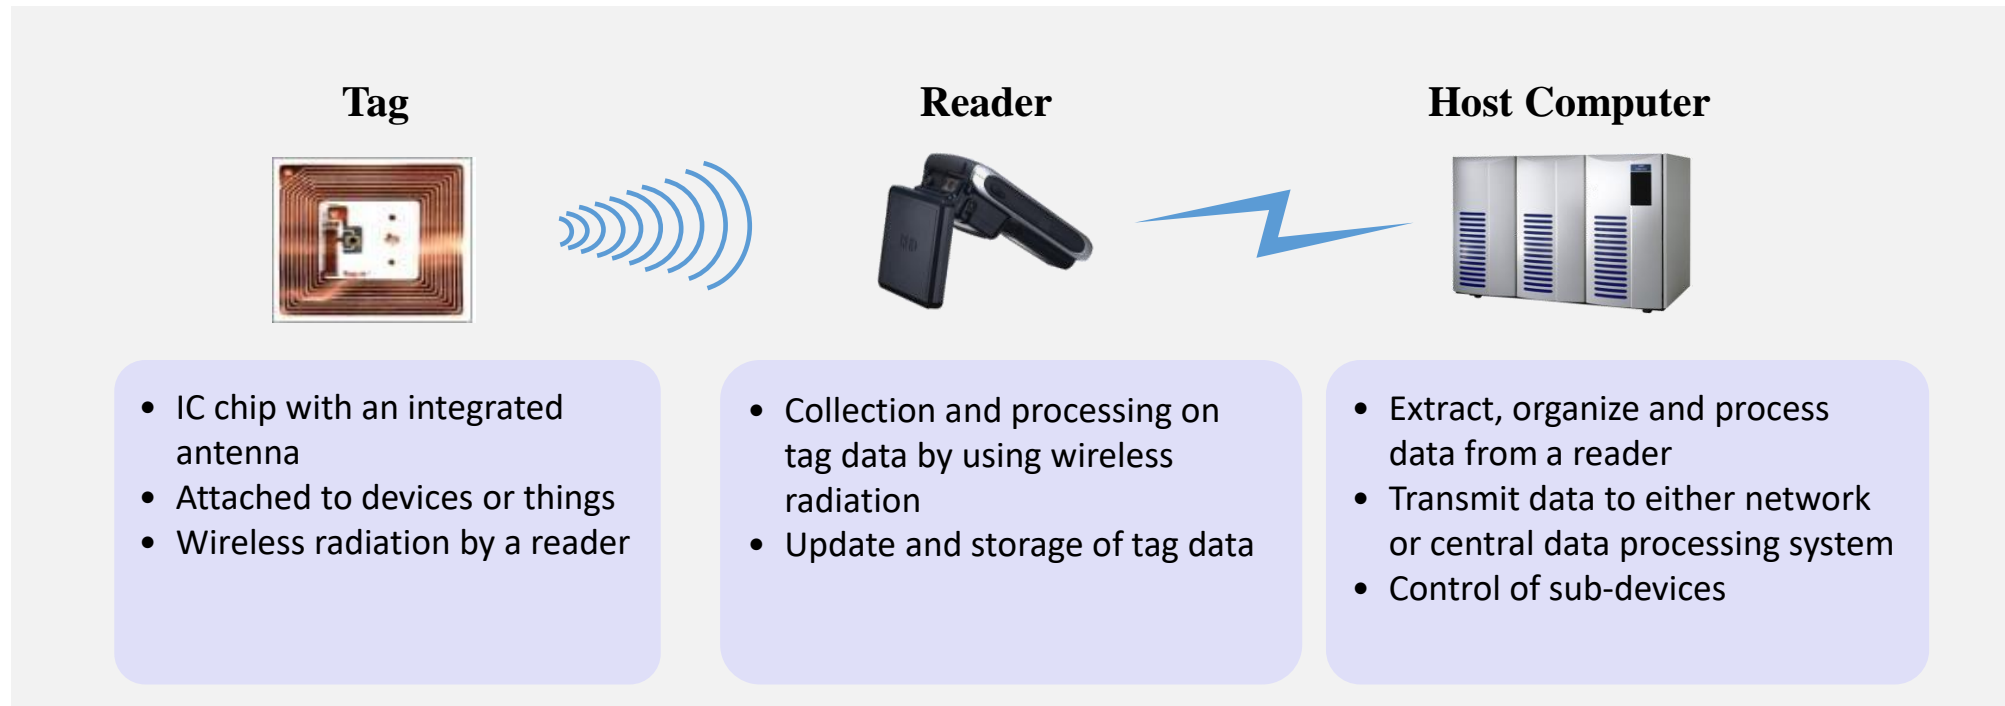 Tag
Reader
Host Computer
• IC chip with an integrated
antenna
• Attached to devices or things
• Wireless radiation by a reader
• Collection and processing on
tag data by using wireless
radiation
• Update and storage of tag data
• Extract, organize and process
data from a reader
• Transmit data to either network
or central data processing system
• Control of sub-devices